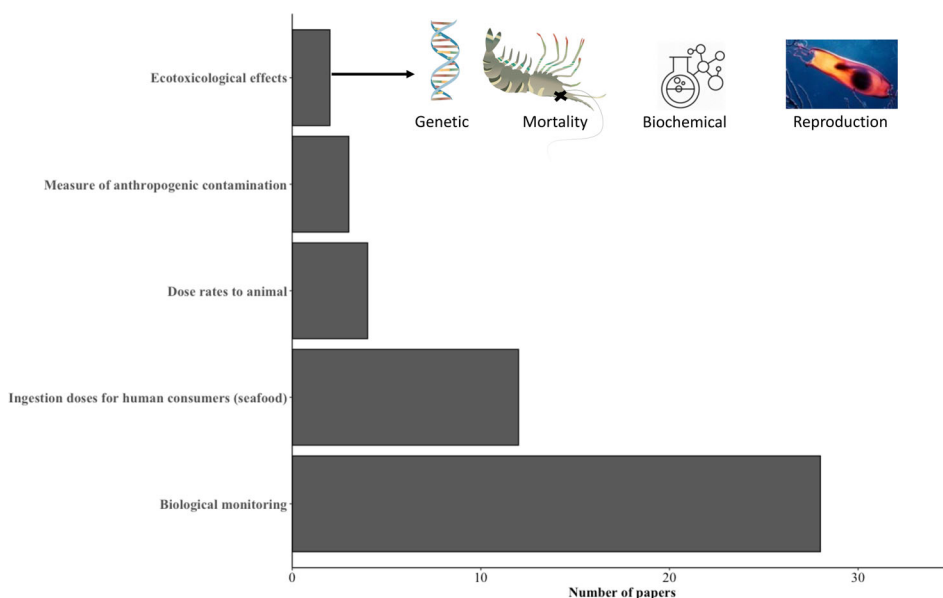 Ecotoxicological effects
Genetic
Mortality
Biochemical
Reproduction
Measure of anthropogenic contamination
Dose rates to animal
Ingestion doses for human consumers (seafood)
Biological monitoring
0
10
20
30
Number of papers